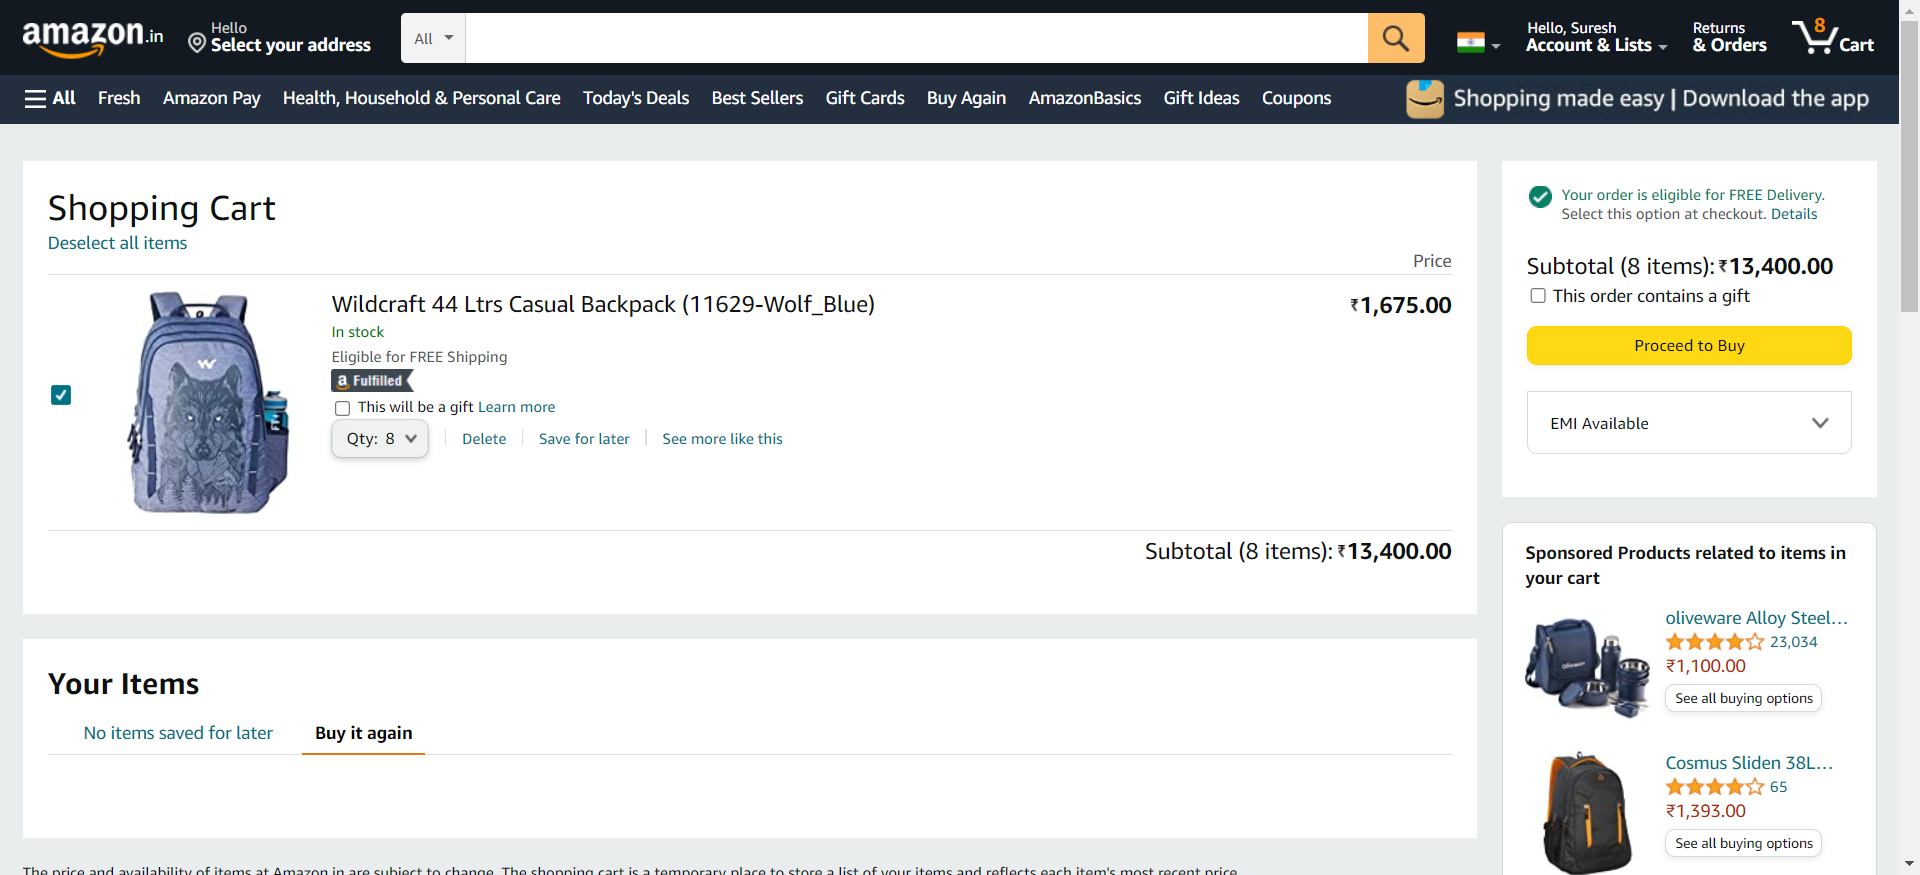 amazon.in
Hello
Select your address
All
Hello, Suresh
Account & Lists
Returns
& Orders
8
Cart
All
Fresh
Amazon Pay
Health, Household & Personal Care
Today's Deals
Best Sellers
Gift Cards
Buy Again
AmazonBasics
Gift Ideas
Coupons
Shopping made easy | Download the app
Shopping Cart
Deselect all items
Price
Wildcraft 44 Ltrs Casual Backpack (11629-Wolf_Blue)
₹1,675.00
In stock
Eligible for FREE Shipping
a Fulfilled
This will be a gift Learn more
Qty: 8
Delete
Save for later
See more like this
Subtotal (8 items): ₹13,400.00
Your Items
No items saved for later
Buy it again
The price and availability of items at Amazon.in are subject to change. The shopping cart is a temporary place to store a list of your items and reflects each item's most recent price.
Your order is eligible for FREE Delivery.
Select this option at checkout. Details
Subtotal (8 items): ₹13,400.00
This order contains a gift
Proceed to Buy
EMI Available
Sponsored Products related to items in
your cart
oliveware Alloy Steel...
23,034
₹1,100.00
See all buying options
Cosmus Sliden 38L...
65
₹1,393.00
See all buying options